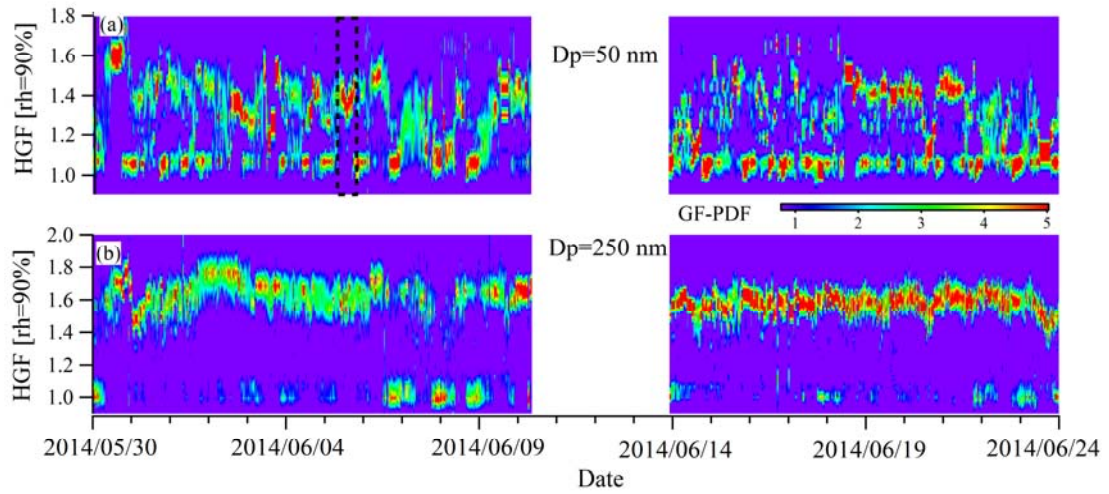 HGF [rh=90%]
1.8
1.6
1.4
1.2
1.0
(a)
Dp=50 nm
GF-PDF
1 2 3 4 5
HGF [rh=90%]
2.0
1.8
1.6
1.4
1.2
1.0
(b)
Dp=250 nm
2014/05/30 2014/06/04 2014/06/09 2014/06/14 2014/06/19 2014/06/24
Date